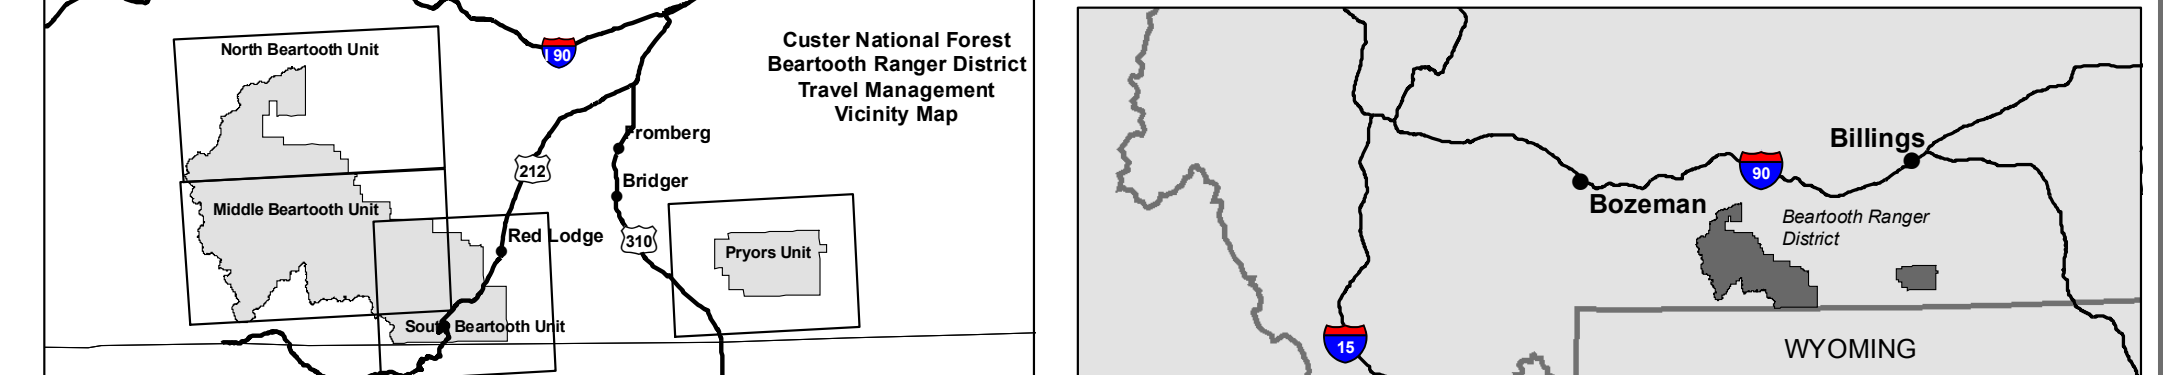 North Beartooth Unit
I 90
Custer National Forest
Beartooth Ranger District
Travel Management
Vicinity Map
Fromberg
212
Bridger
Middle Beartooth Unit
Red Lodge
310
Pryors Unit
South Beartooth Unit
Billings
90
Bozeman
Beartooth Ranger
District
15
WYOMING